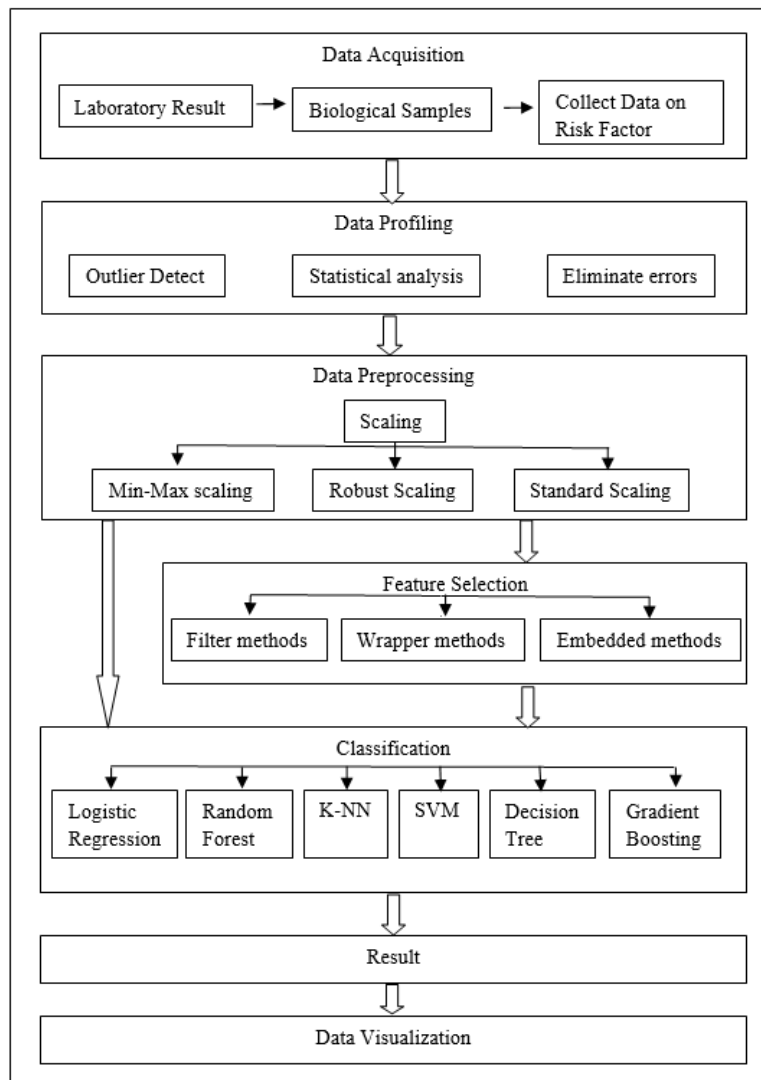 Data Acquisition
Laboratory Result
Biological Samples
Collect Data on
Risk Factor
Data Profiling
Outlier Detect
Statistical analysis
Eliminate errors
Data Preprocessing
Scaling
Min-Max scaling
Robust Scaling
Standard Scaling
Feature Selection
Filter methods
Wrapper methods
Embedded methods
Classification
Logistic
Regression
Random
Forest
K-NN
SVM
Decision
Tree
Gradient
Boosting
Result
Data Visualization